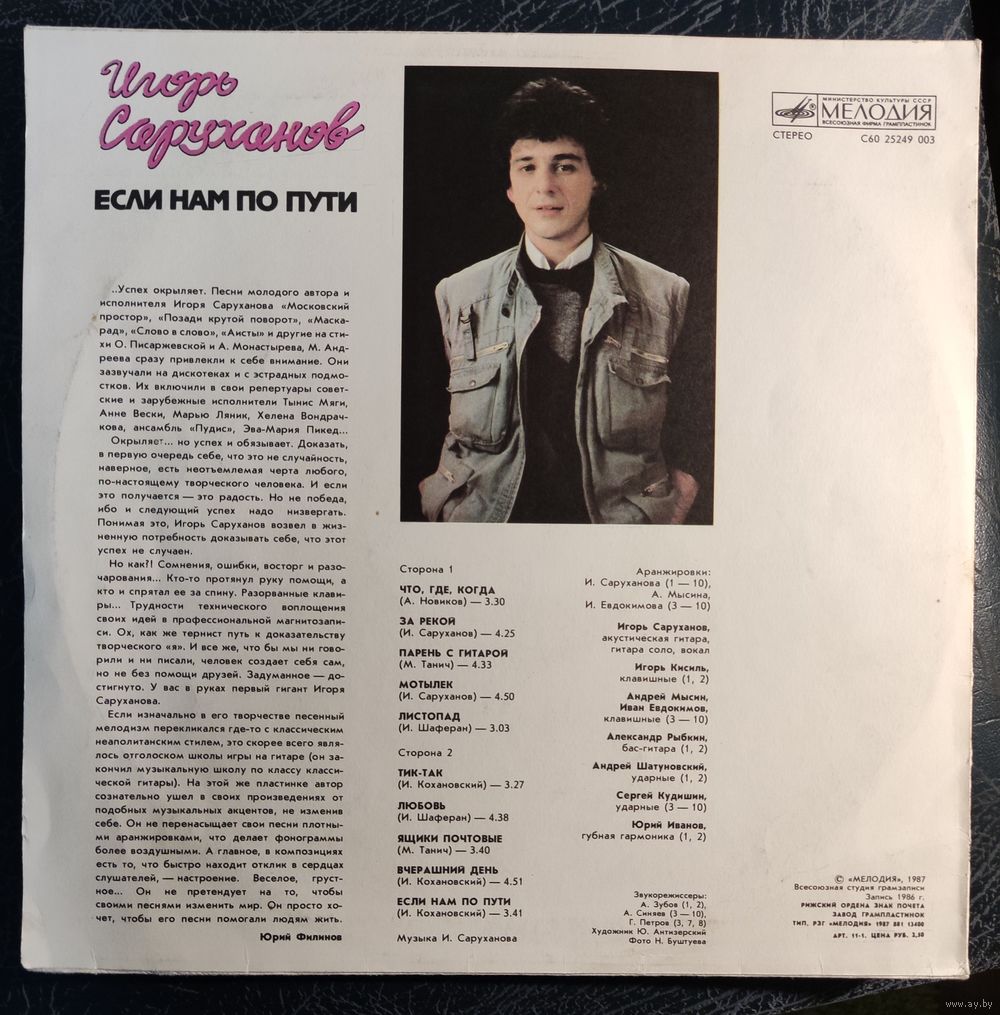 Игорь
Саруханов
ЕСЛИ НАМ ПО ПУТИ
...Успех окрыляет. Песни молодого автора и
исполнителя Игоря Саруханова «Московский
простор», «Позади крутой поворот», «Маска-
рад», «Слово в слово», «Аисты» и другие на сти-
хи О. Писаржевской и А. Монастырева, М. Анд-
реева сразу привлекли к себе внимание. Они
зазвучали на дискотеках и с эстрадных подмо-
стков. Их включили в свои репертуары совет-
ские и зарубежные исполнители Тынис Мяги,
Анне Вески, Марью Ляник, Хелена Вондрач-
кова, ансамбль «Пудис», Эва-Мария Пикед...
Окрыляет... но успех и обязывает. Доказать,
в первую очередь себе, что это не случайность,
наверное, есть неотъемлемая черта любого,
по-настоящему творческого человека. И если
это получается — это радость. Но не победа,
ибо и следующий успех надо низвергать.
Понимая это, Игорь Саруханов возвел в жиз-
ненную потребность доказывать себе, что этот
успех не случаен.
Но как?! Сомнения, ошибки, восторг и разо-
чарования... Кто-то протянул руку помощи, а
кто и спрятал ее за спину. Разорванные клави-
ры... Трудности технического воплощения
своих идей в профессиональной магнитозапи-
си. Ох, как же тернист путь к доказательству
творческого «я». И все же, что бы мы ни гово-
рили и ни писали, человек создает себя сам,
но не без помощи друзей. Задуманное — до-
стигнуто. У вас в руках первый гигант Игоря
Саруханова.
Если изначально в его творчестве песенный
мелодизм перекликался где-то с классическим
неаполитанским стилем, это скорее всего явля-
лось отголоском школы игры на гитаре (он за-
кончил музыкальную школу по классу класси-
ческой гитары). На этой же пластинке автор
сознательно ушел в своих произведениях от
подобных музыкальных акцентов, не изменив
себе. Он не перенасыщает свои песни плотны-
ми аранжировками, что делает фонограммы
более воздушными. А главное, в композициях
есть то, что быстро находит отклик в сердцах
слушателей, — настроение. Веселое, груст-
ное... Он не претендует на то, чтобы
своими песнями изменить мир. Он просто хо-
чет, чтобы его песни помогали людям жить.
Юрий Филинов
Сторона 1
ЧТО, ГДЕ, КОГДА
(А. Новиков) — 3.30
ЗА РЕКОЙ
(И. Саруханов) — 4.25
ПАРЕНЬ С ГИТАРОЙ
(М. Танич) — 4.33
МОТЫЛЕК
(И. Саруханов) — 4.50
ЛИСТОПАД
(И. Шаферан) — 3.03
Сторона 2
ТИК-ТАК
(И. Кохановский) — 3.27
ЛЮБОВЬ
(И. Шаферан) — 4.38
ЯЩИКИ ПОЧТОВЫЕ
(М. Танич) — 3.40
ВЧЕРАШНИЙ ДЕНЬ
(И. Кохановский) — 4.51
ЕСЛИ НАМ ПО ПУТИ
(И. Кохановский) — 3.41
Музыка И. Саруханова
Аранжировки:
И. Саруханова (1 — 10),
А. Мысина,
И. Евдокимова (3 — 10)
Игорь Саруханов,
акустическая гитара,
гитара соло, вокал
Игорь Кисиль,
клавишные (1, 2)
Андрей Мысин,
Иван Евдокимов,
клавишные (3 — 10)
Александр Рыбкин,
бас-гитара (1, 2)
Андрей Шатуновский,
ударные (1, 2)
Сергей Кудишин,
ударные (3 — 10)
Юрий Иванов,
губная гармоника (1, 2)
Звукорежиссеры:
А. Зубов (1, 2),
А. Синяев (3 — 10),
Г. Петров (3, 7, 8)
Художник Ю. Антизерский
Фото Н. Буштуева
МИНИСТЕРСТВО КУЛЬТУРЫ СССР
МЕЛОДИЯ
ВСЕСОЮЗНАЯ ФИРМА ГРАМПЛАСТИНОК
СТЕРЕО
С60 25249 003
© «МЕЛОДИЯ», 1987
Всесоюзная студия грамзаписи
Запись 1986 г.
РИЖСКИЙ ОРДЕНА ЗНАК ПОЧЕТА
ЗАВОД ГРАМПЛАСТИНОК
ТИП. РЗГ «МЕЛОДИЯ» 1987 881 13400
АРТ. 11-1. ЦЕНА РУБ. 2,50
www.ay.by